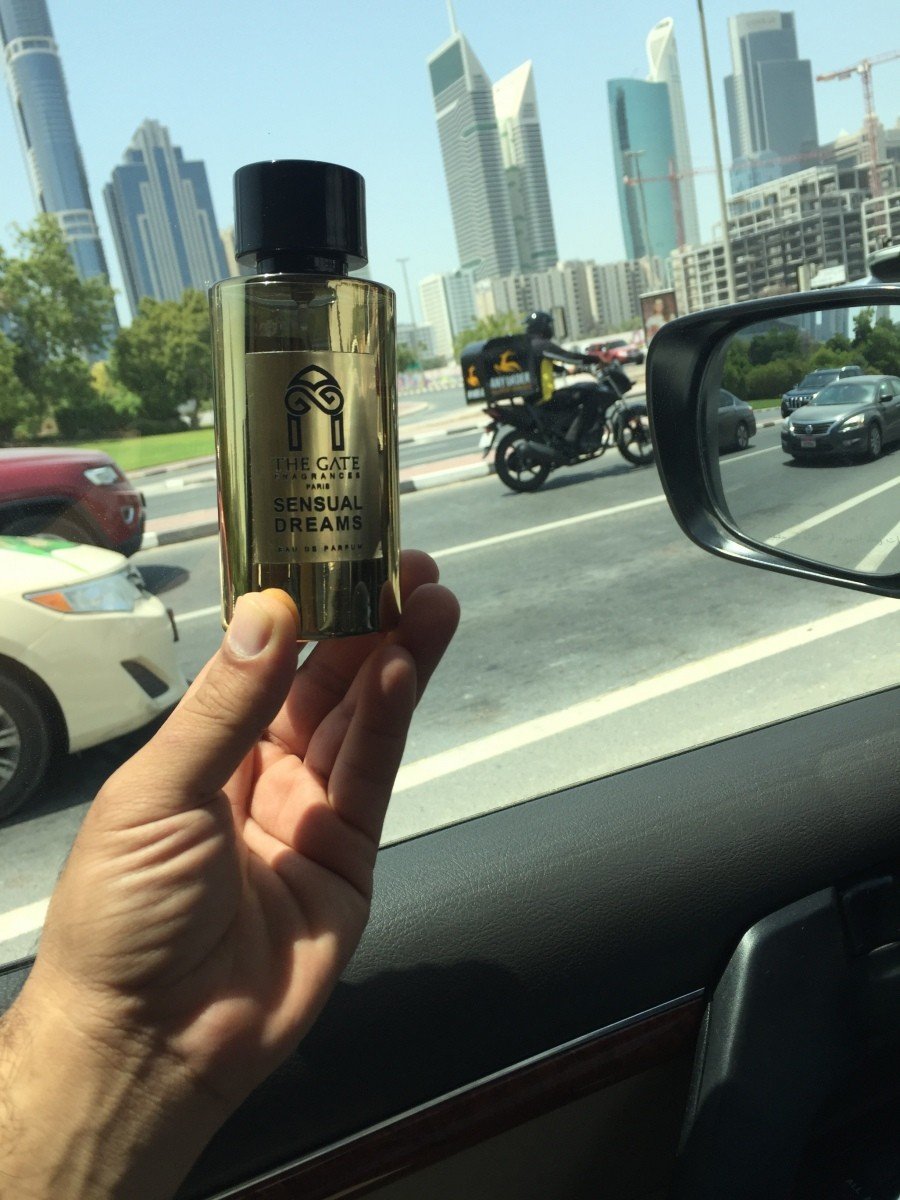 THE GATE
FRAGRANCES
PARIS
SENSUAL
DREAMS
EAU DE PARFUM